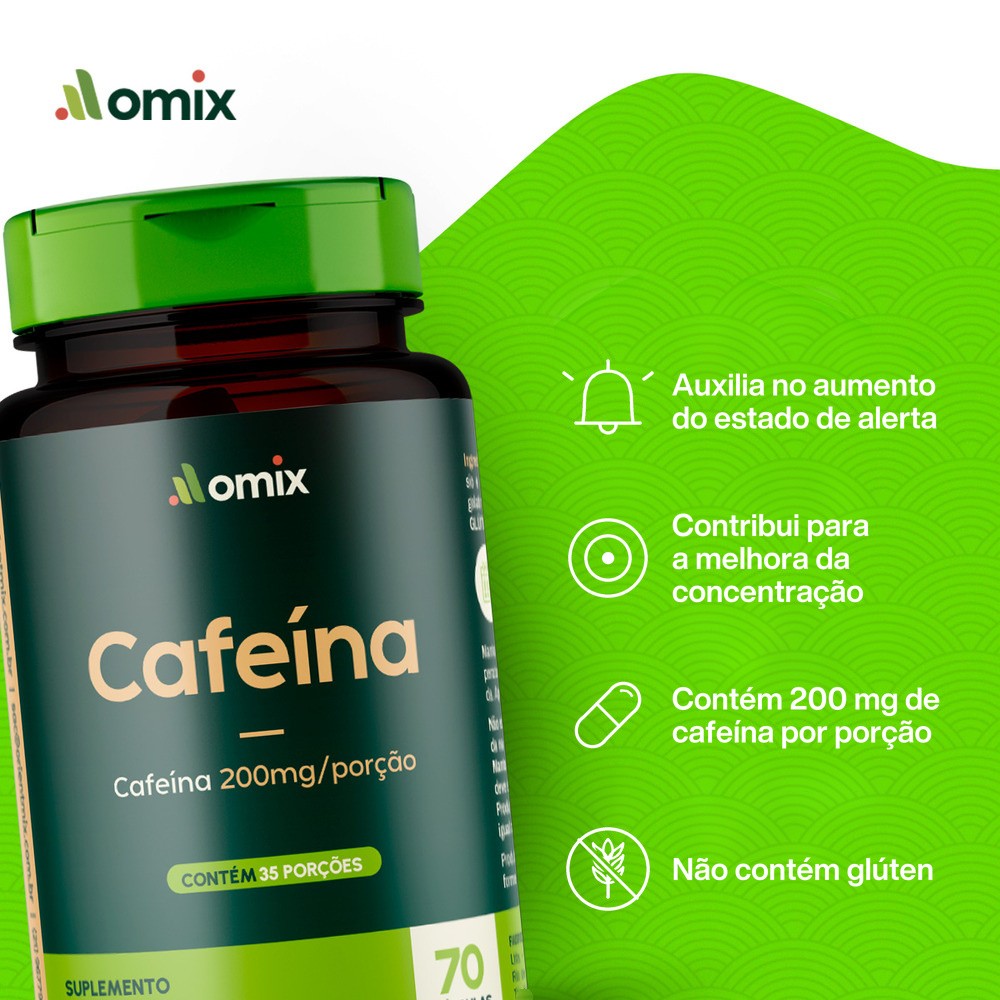 omix
Auxilia no aumento
do estado de alerta
Contribui para
a melhora da
concentração
Contém 200 mg de
cafeína por porção
Não contém glúten
omix
Cafeína
Cafeína 200mg/porção
CONTÉM 35 PORÇÕES
SUPLEMENTO
70